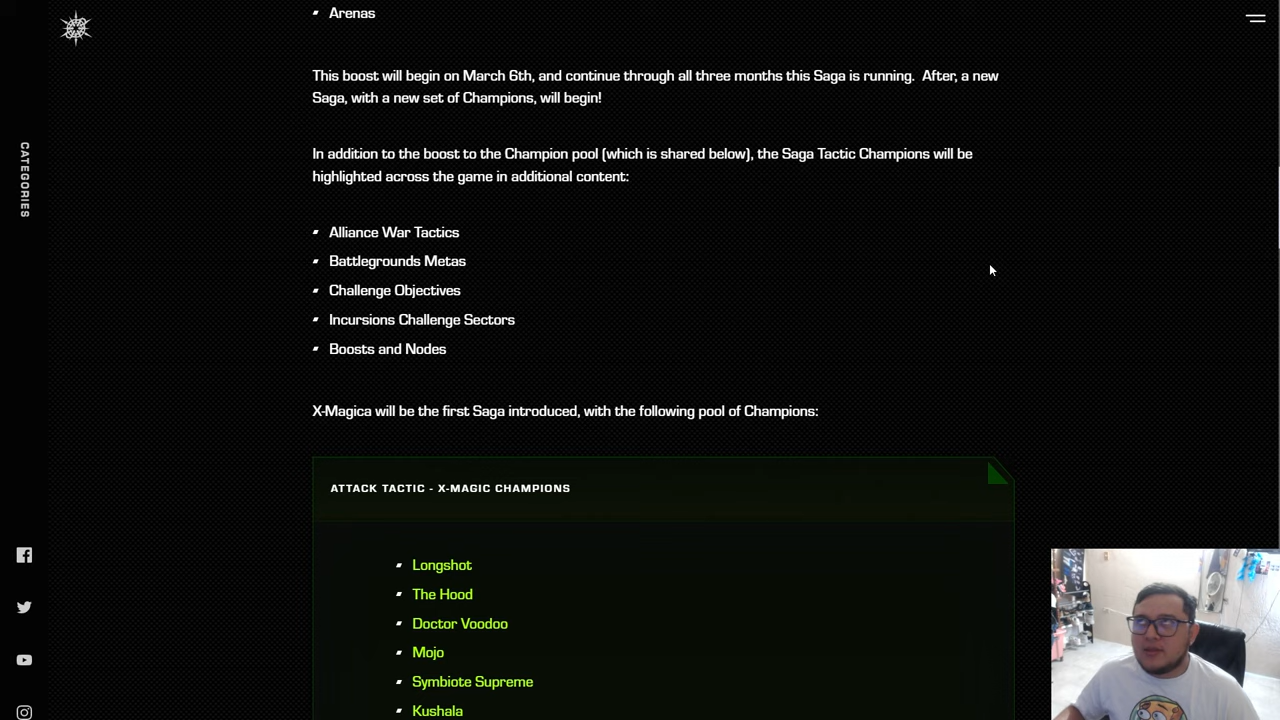 Arenas
This boost will begin on March 6th, and continue through all three months this Saga is running. After, a new
Saga, with a new set of Champions, will begin!
In addition to the boost to the Champion pool (which is shared below), the Saga Tactic Champions will be
highlighted across the game in additional content:
CATEGORIES
Alliance War Tactics
Battlegrounds Metas
Challenge Objectives
Incursions Challenge Sectors
Boosts and Nodes
X-Magica will be the first Saga introduced, with the following pool of Champions:
ATTACK TACTIC - X-MAGIC CHAMPIONS
Longshot
The Hood
Doctor Voodoo
Mojo
Symbiote Supreme
Kushala